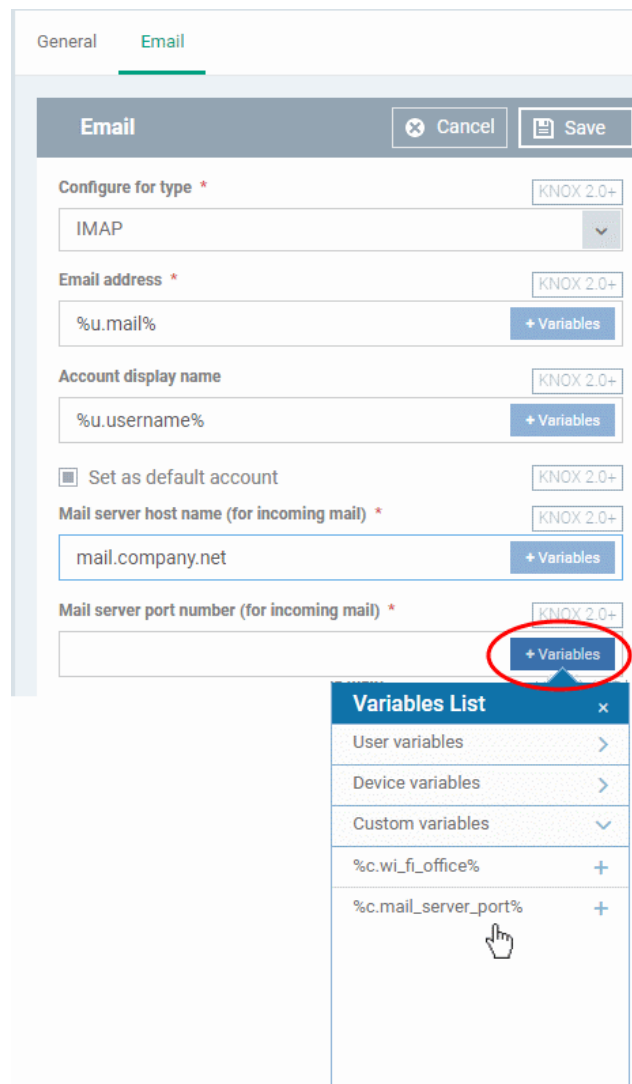 General Email
Email Cancel Save
Configure for type * KNOX 2.0+
IMAP
Email address * KNOX 2.0+
%u.mail% + Variables
Account display name KNOX 2.0+
%u.username% + Variables
Set as default account KNOX 2.0+
Mail server host name (for incoming mail) * KNOX 2.0+
mail.company.net + Variables
Mail server port number (for incoming mail) * KNOX 2.0+
+ Variables
Variables List ×
User variables
Device variables
Custom variables
%c.wi_fi_office% +
%c.mail_server_port% +